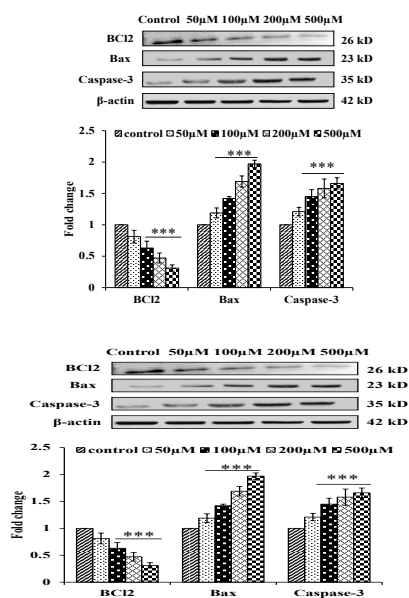 Control 50µM 100µM 200µM 500µM
BCl2 26 kD
Bax 23 kD
Caspase-3 35 kD
β-actin 42 kD
control 50µM 100µM 200µM 500µM
2.5
2
1.5
1
0.5
0
Fold change
***
***
***
BCl2 Bax Caspase-3
Control 50µM 100µM 200µM 500µM
BCl2 26 kD
Bax 23 kD
Caspase-3 35 kD
β-actin 42 kD
control 50µM 100µM 200µM 500µM
2.5
2
1.5
1
0.5
0
Fold change
***
***
***
BCl2 Bax Caspase-3